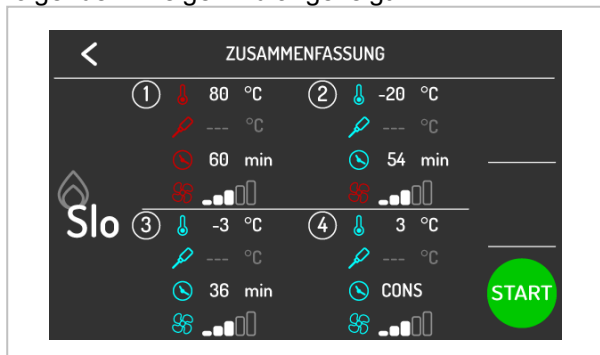 ZUSAMMENFASSUNG
1 80 °C 2 -20 °C
--- °C --- °C
60 min 54 min
Slo
3 -3 °C 4 3 °C
--- °C --- °C
36 min CONS
START